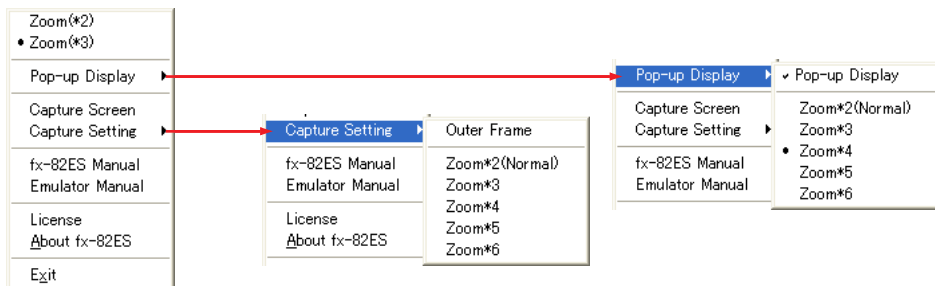 Zoom(*2)
• Zoom(*3)
Pop-up Display
Capture Screen
Capture Setting
fx-82ES Manual
Emulator Manual
License
About fx-82ES
Exit
Capture Setting
fx-82ES Manual
Emulator Manual
License
About fx-82ES
Outer Frame
Zoom*2(Normal)
Zoom*3
Zoom*4
Zoom*5
Zoom*6
Pop-up Display
Capture Screen
Capture Setting
fx-82ES Manual
Emulator Manual
✓ Pop-up Display
Zoom*2(Normal)
Zoom*3
• Zoom*4
Zoom*5
Zoom*6